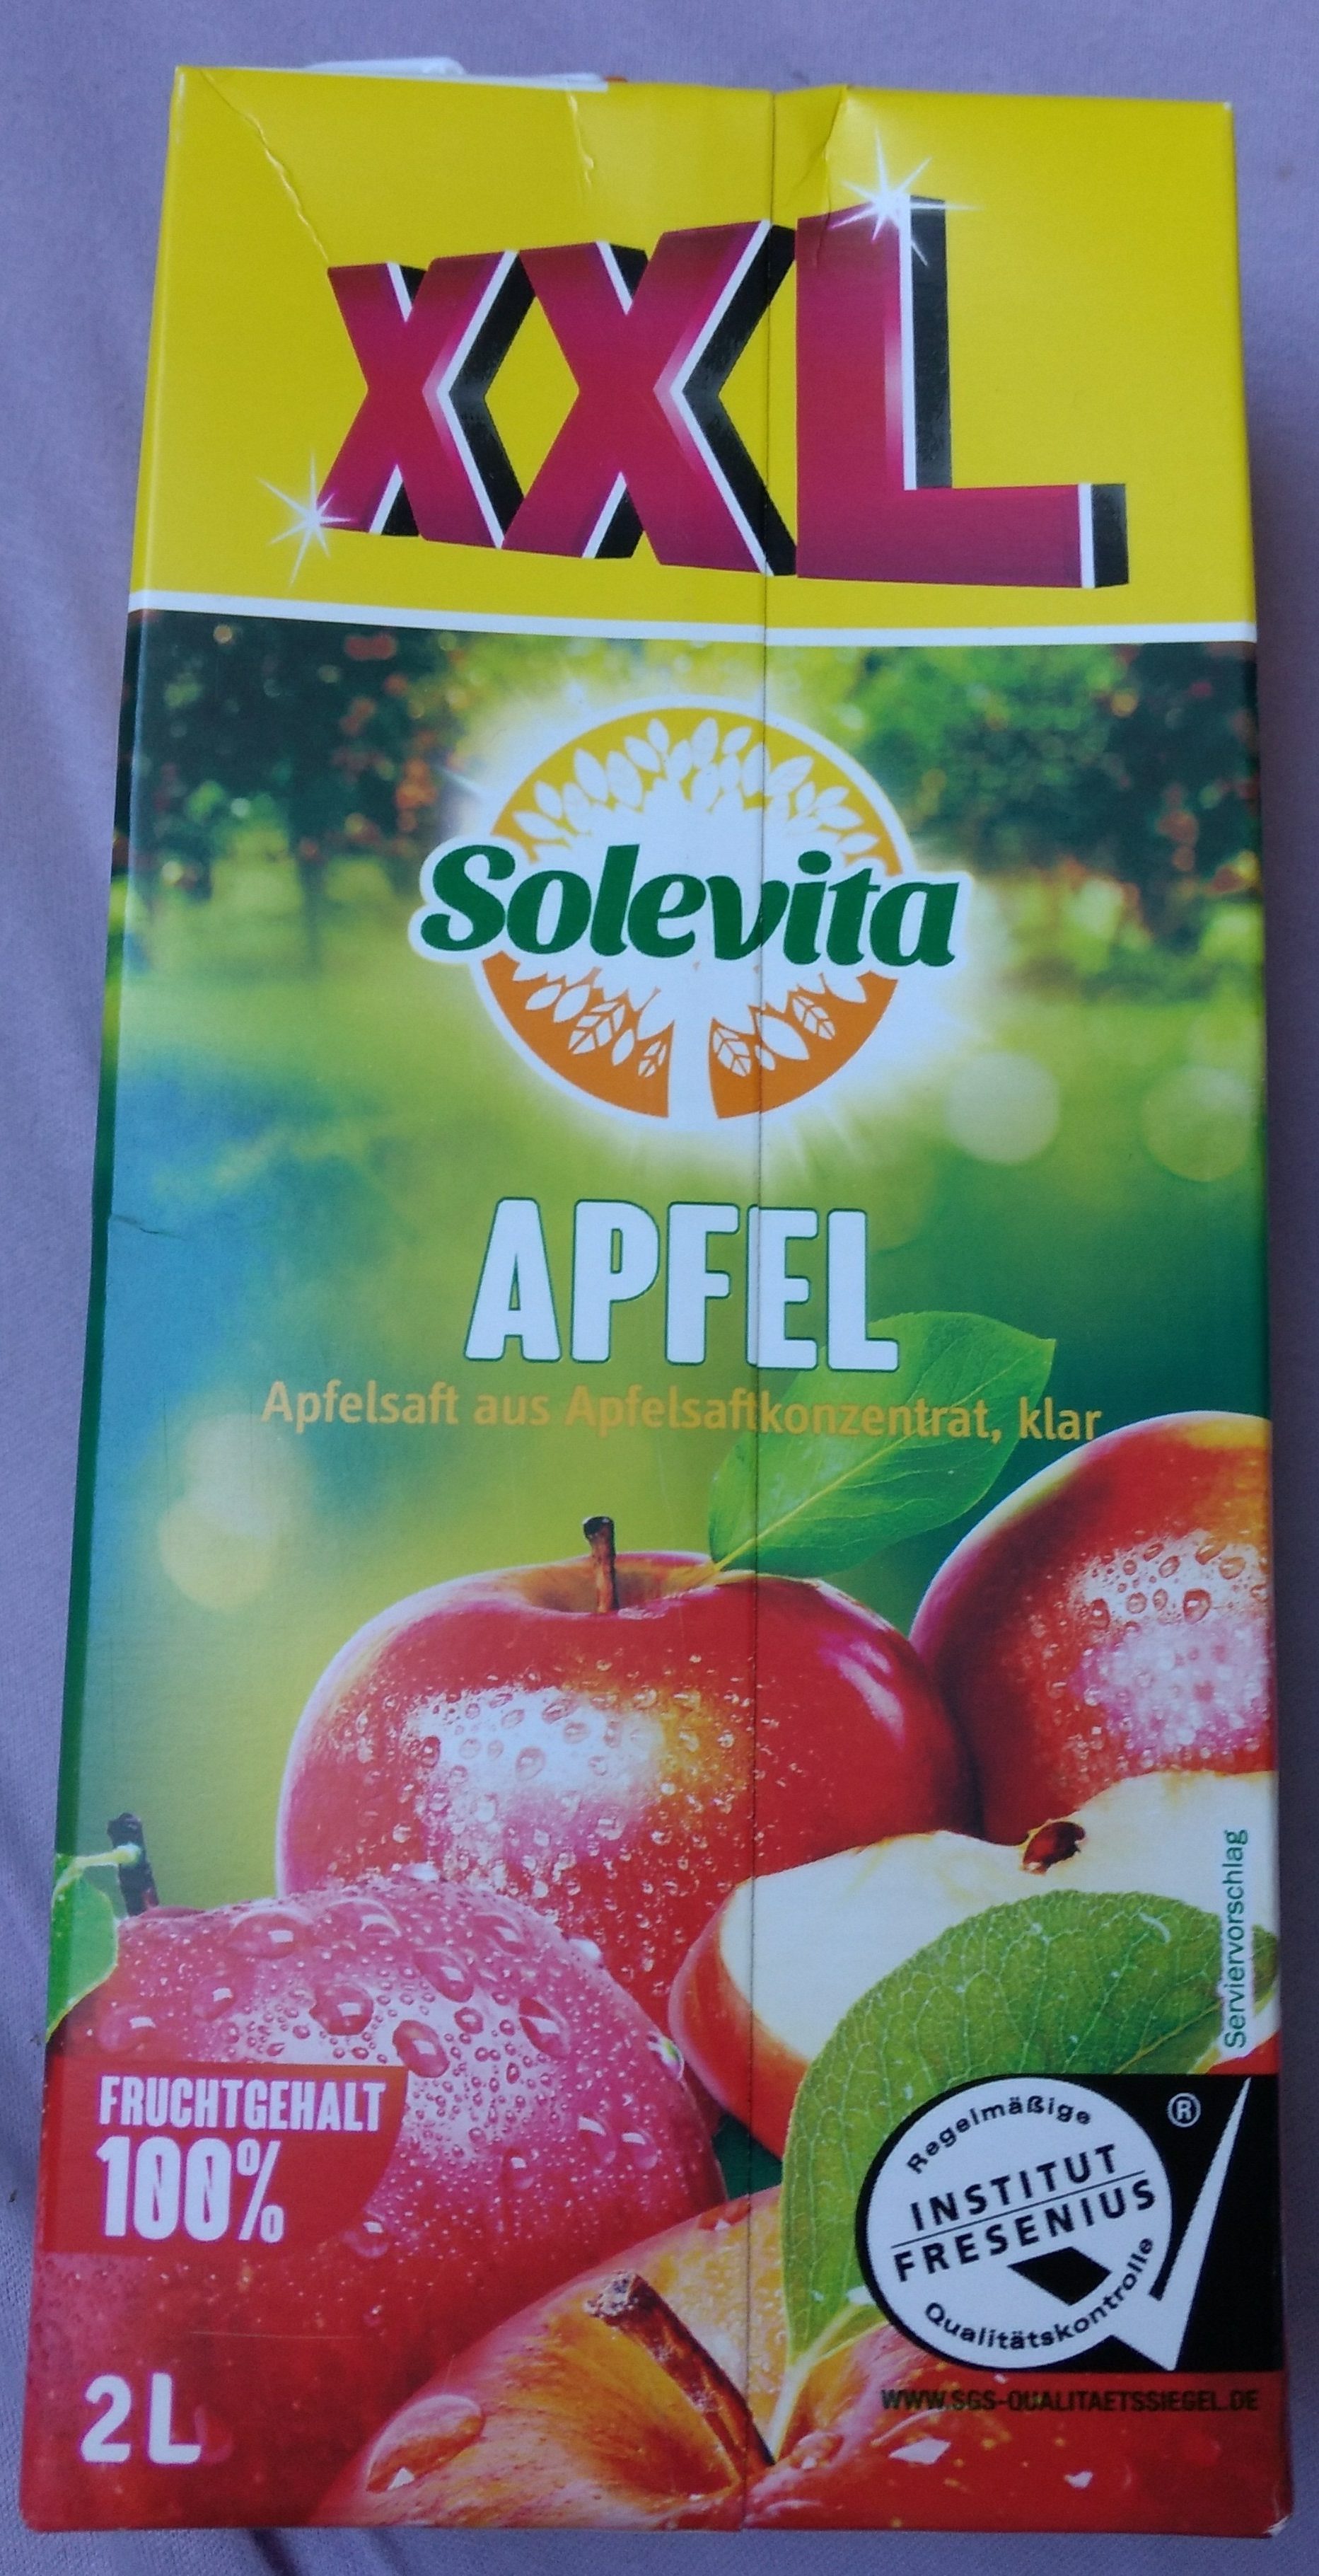 XXL
Solevita
APFEL
Apfelsaft aus Apfelsaftkonzentrat, klar
Serviervorschlag
FRUCHTGEHALT
100%
2L
®
Regelmäßige
INSTITUT
FRESENIUS
Qualitätskontrolle
WWW.SGS-QUALITAETSSIEGEL.DE